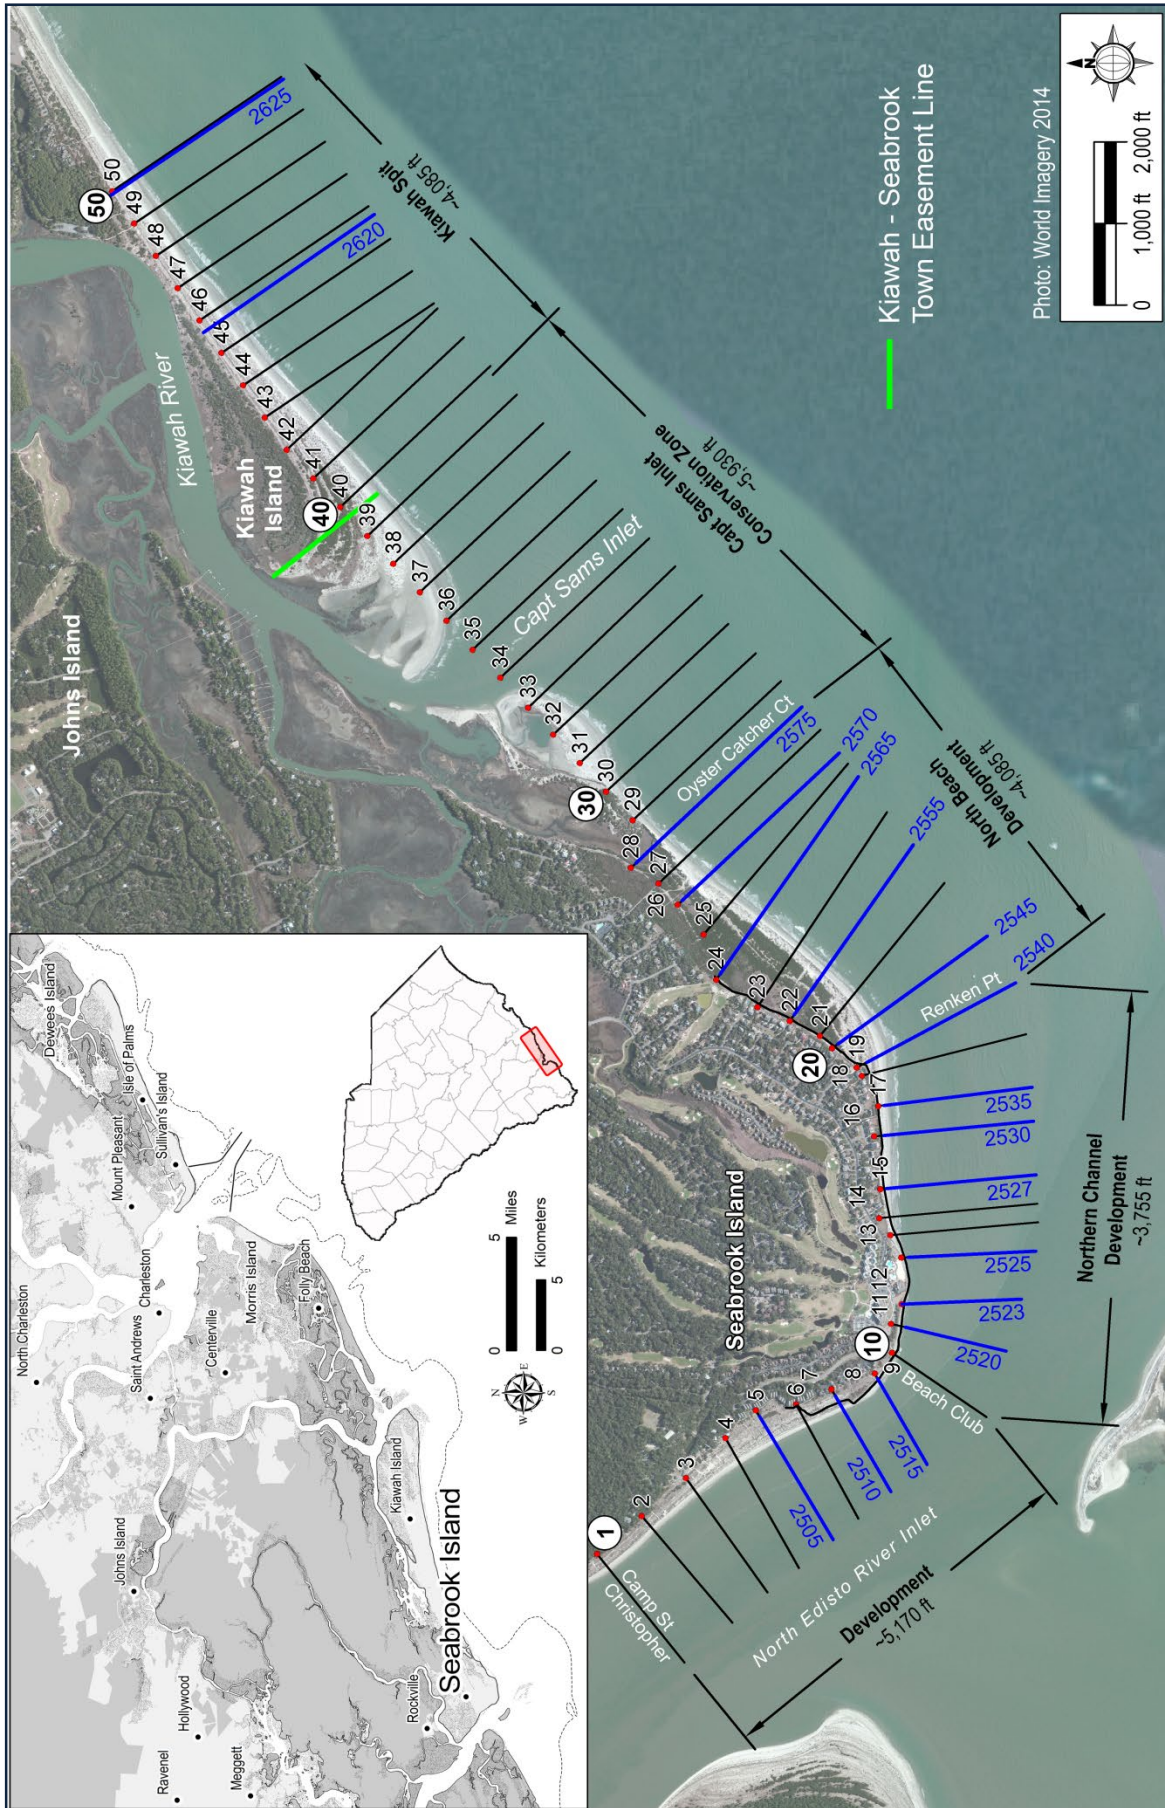 North Charleston
Dewees Island
Isle of Palms
Mount Pleasant
Sullivan's Island
Charleston
Saint Andrews
Morris Island
Centerville
Folly Beach
Johns Island
Kiawah Island
Seabrook Island
Hollywood
Ravenel
Meggett
Rockville
N
W E
S
0 5 Miles
0 5 Kilometers
Johns Island
Kiawah River
Kiawah
Island
Capt Sams Inlet
Seabrook Island
Camp St
Christopher
North Edisto River Inlet
Beach Club
Renken Pt
Oyster Catcher Ct
1
1
2
3
4
5
6
7
8
9
10
11
12
13
14
15
16
17
18
19
20
21
22
23
24
25
26
27
28
29
30
30
31
32
33
34
35
36
37
38
39
40
40
41
42
43
44
45
46
47
48
49
50
50
2505
2510
2515
2520
2523
2525
2527
2530
2535
2540
2545
2555
2565
2570
2575
2620
2625
Development
~5,170 ft
Northern Channel
Development
~3,755 ft
North Beach
Development
~4,085 ft
Capt Sams Inlet
Conservation Zone
~5,930 ft
Kiawah Spit
~4,085 ft
Kiawah - Seabrook
Town Easement Line
Photo: World Imagery 2014
N
0 1,000 ft 2,000 ft